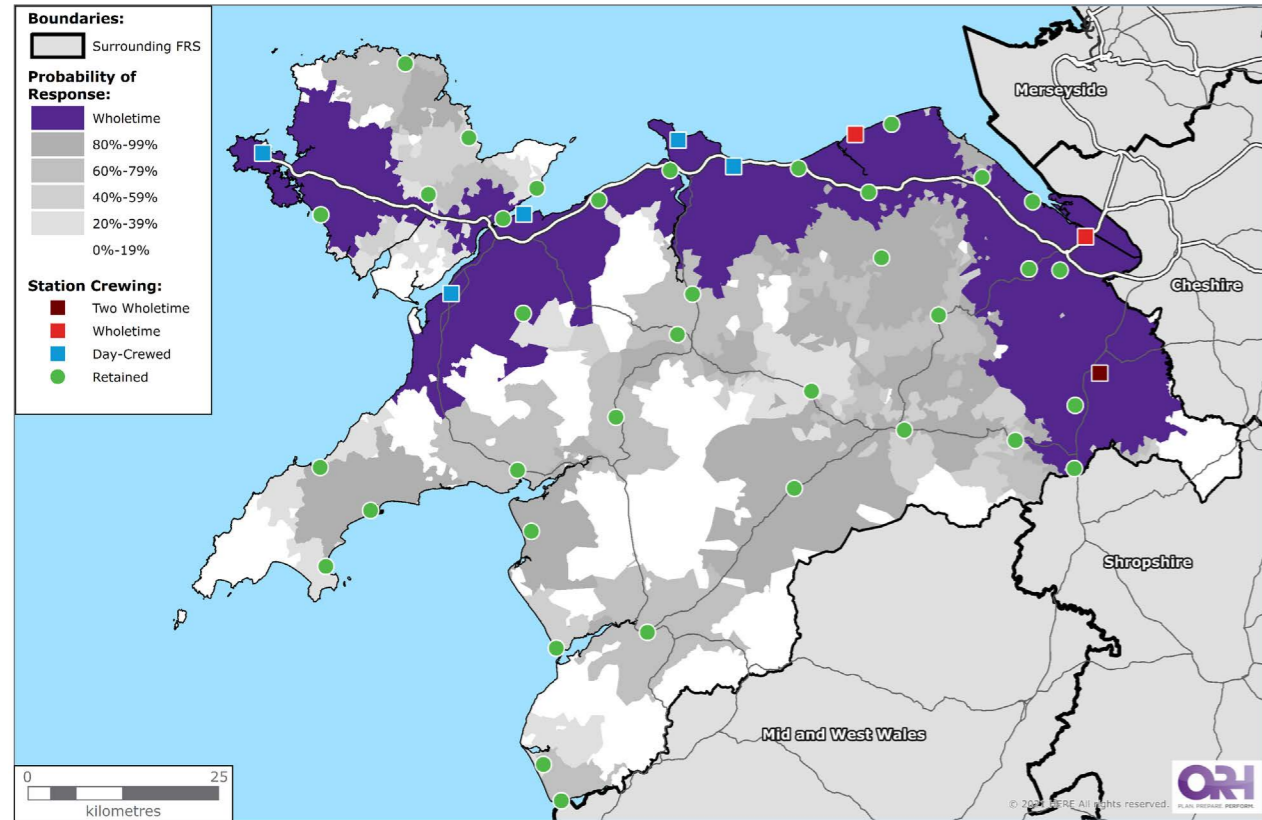 Boundaries:
Surrounding FRS
Probability of
Response:
Wholetime
80%-99%
60%-79%
40%-59%
20%-39%
0%-19%
Station Crewing:
Two Wholetime
Wholetime
Day-Crewed
Retained
Merseyside
Cheshire
Shropshire
Mid and West Wales
0 25
kilometres
HERE All rights reserved.
ORH
PLAN. PREPARE. PERFORM.